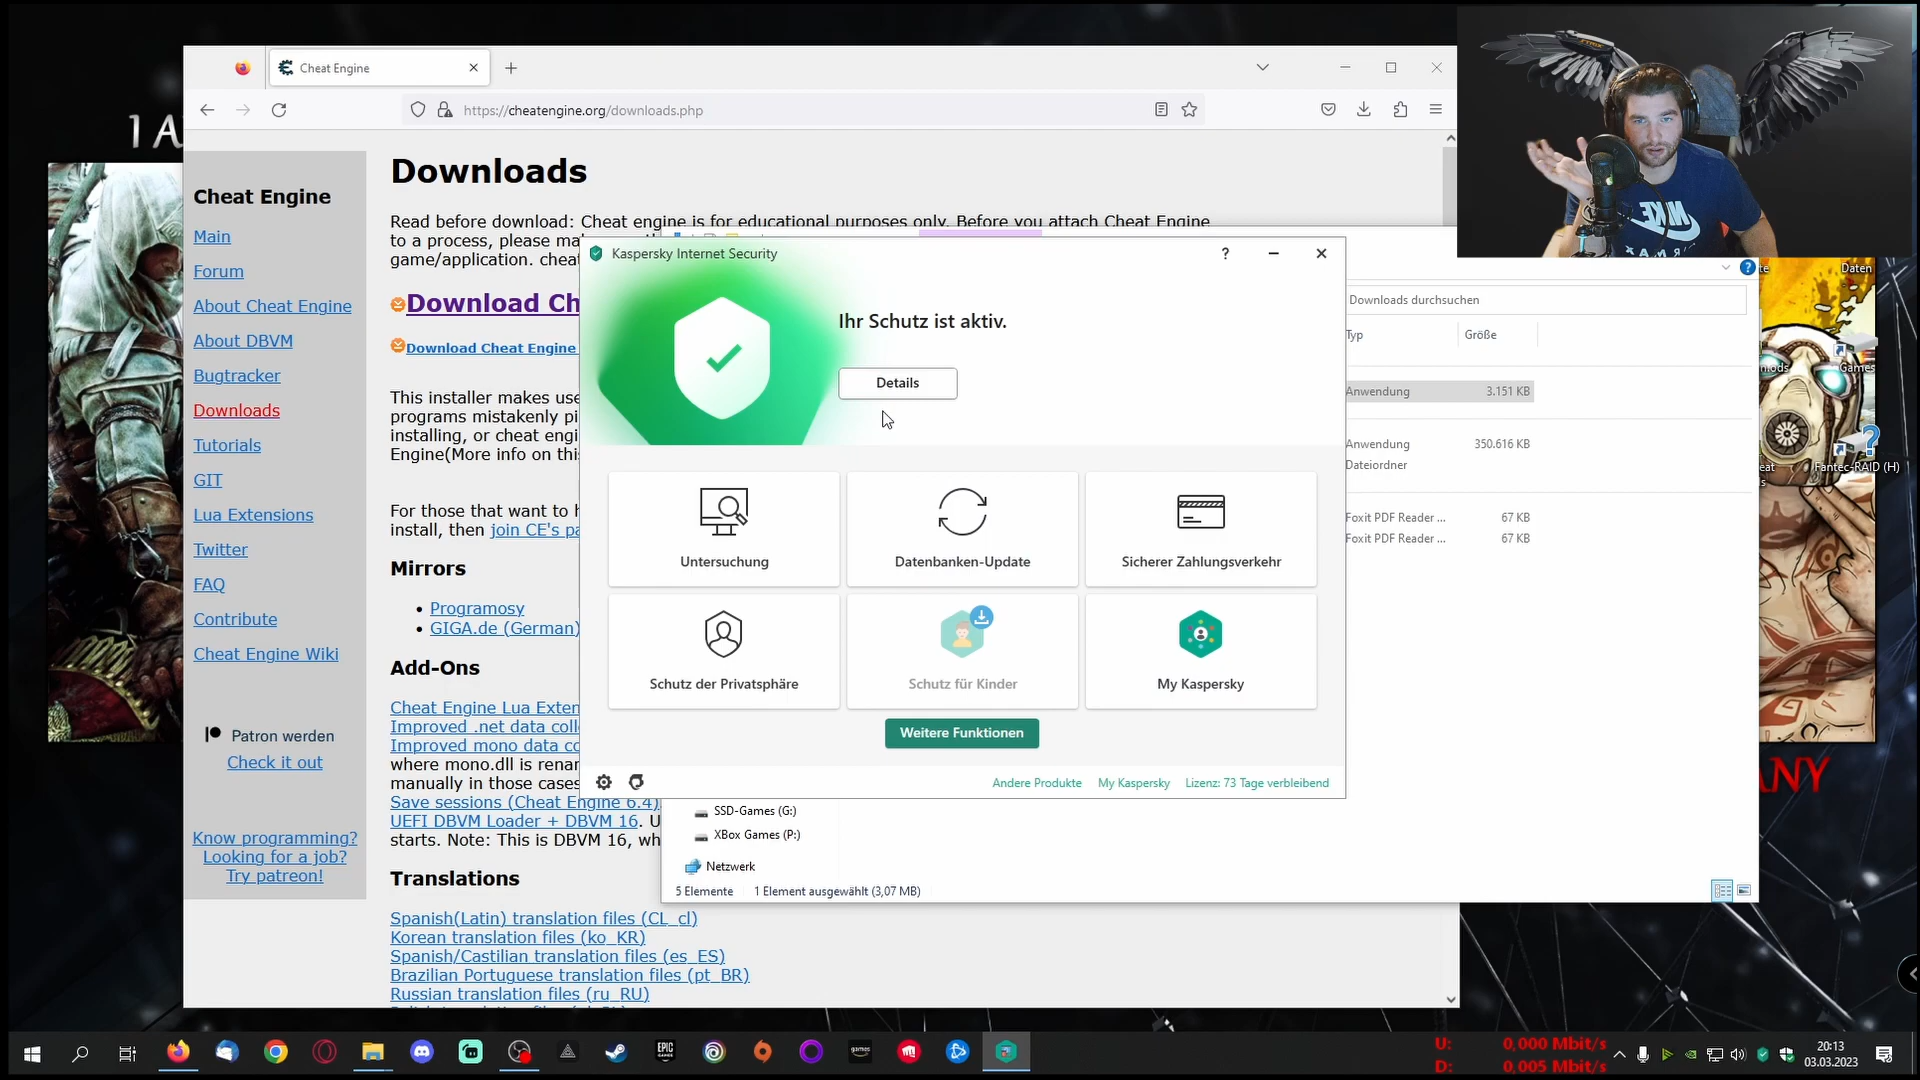 I A
Cheat Engine
https://cheatengine.org/downloads.php
Cheat Engine
Main
Forum
About Cheat Engine
About DBVM
Bugtracker
Downloads
Tutorials
GIT
Lua Extensions
Twitter
FAQ
Contribute
Cheat Engine Wiki
Patron werden
Check it out
Know programming?
Looking for a job?
Try patreon!
Downloads
Read before download: Cheat engine is for educational purposes only. Before you attach Cheat Engine
to a process, please mak
game/application. cheat
Download Ch
Download Cheat Engine
This installer makes use
programs mistakenly pi
installing, or cheat engi
Engine(More info on this
For those that want to h
install, then join CE's pa
Mirrors
• Programosy
• GIGA.de (German)
Add-Ons
Cheat Engine Lua Exten
Improved .net data coll
Improved mono data co
where mono.dll is renan
manually in those cases
Save sessions (Cheat Engine 6.4)
UEFI DBVM Loader + DBVM 16. U
starts. Note: This is DBVM 16, wh
Translations
Spanish(Latin) translation files (CL_cl)
Korean translation files (ko_KR)
Spanish/Castilian translation files (es_ES)
Brazilian Portuguese translation files (pt_BR)
Russian translation files (ru_RU)
Kaspersky Internet Security
?
Ihr Schutz ist aktiv.
Details
Untersuchung
Datenbanken-Update
Sicherer Zahlungsverkehr
Schutz der Privatsphäre
Schutz für Kinder
My Kaspersky
Weitere Funktionen
Andere Produkte
My Kaspersky
Lizenz: 73 Tage verbleibend
Downloads durchsuchen
Typ
Größe
Anwendung
3.151 KB
Anwendung
350.616 KB
Dateiordner
Foxit PDF Reader ...
67 KB
Foxit PDF Reader ...
67 KB
SSD-Games (G:)
XBox Games (P:)
Netzwerk
5 Elemente
1 Element ausgewählt (3,07 MB)
NIKE
Daten
Games
Fantec-RAID (H)
ANY
EPIC GAMES
U: 0,000 Mbit/s
D: 0,005 Mbit/s
20:13
03.03.2023